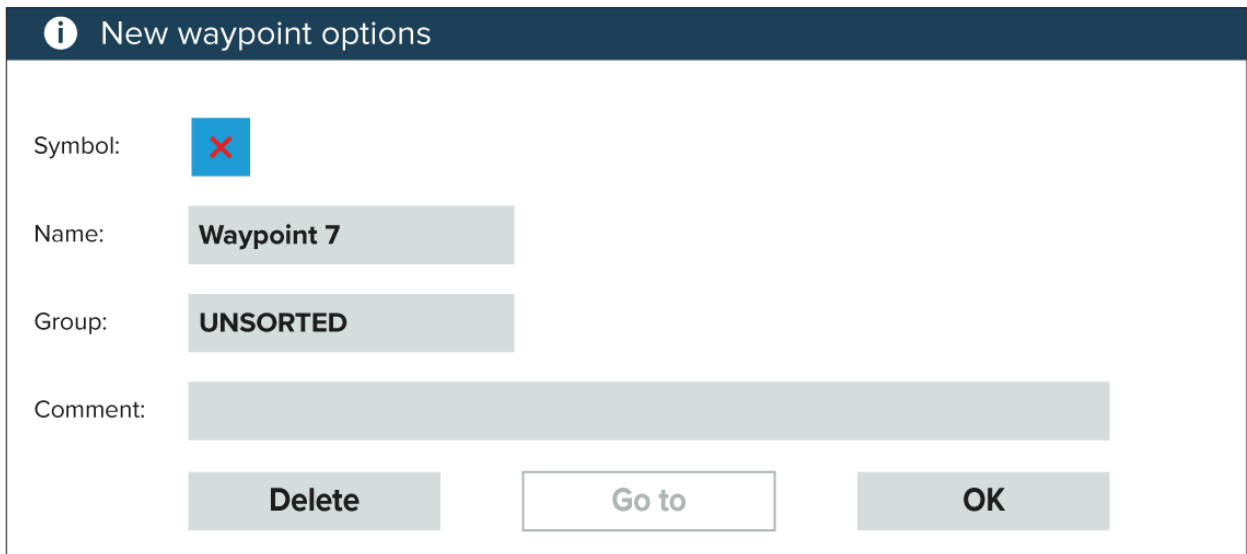 New waypoint options
Symbol:
Name: Waypoint 7
Group: UNSORTED
Comment:
Delete Go to OK